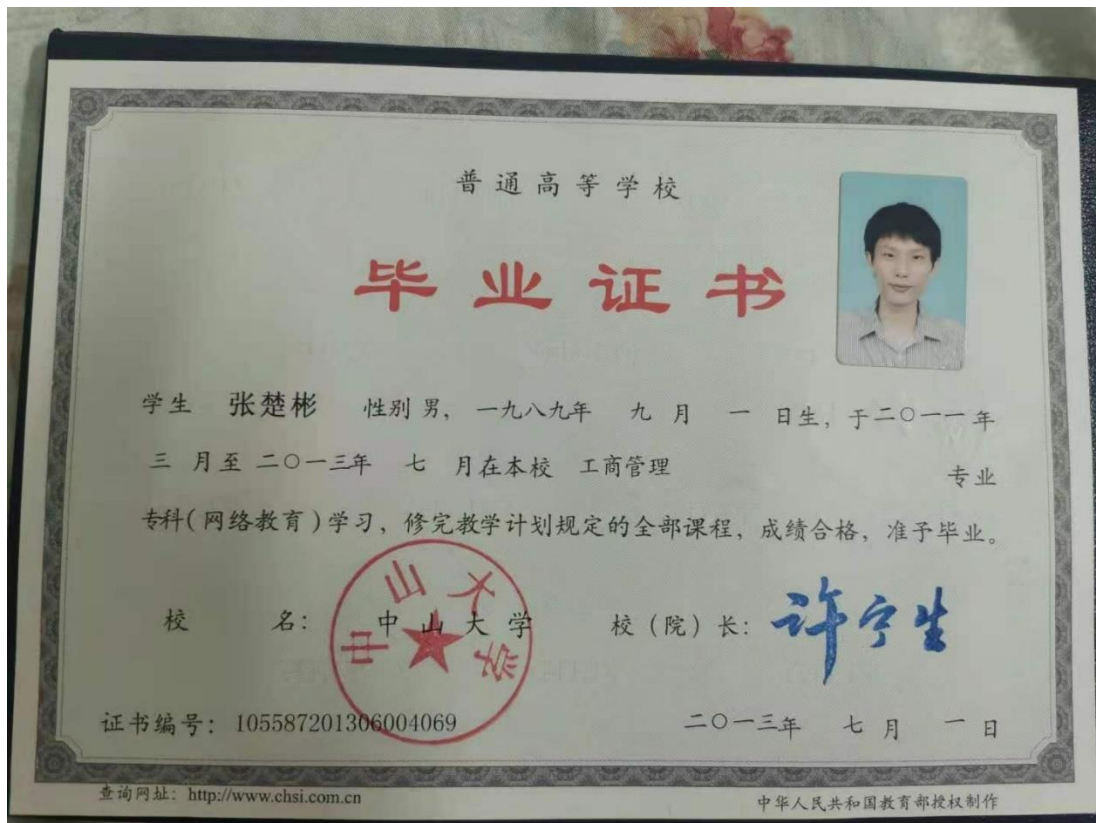 普通高等学校
毕业证书
学生 张楚彬 性别 男， 一九八九年 九 月 一 日生，于二〇一一 年
三 月至 二〇一三年 七 月在本校 工商管理 专业
专科(网络教育)学习，修完教学计划规定的全部课程，成绩合格，准予毕业。
校 名： 中山大学 校（院）长： 许宁生
中山大学
证书编号： 105587201306004069 二〇一三年 七 月 一 日
查询网址：http://www.chsi.com.cn 中华人民共和国教育部授权制作